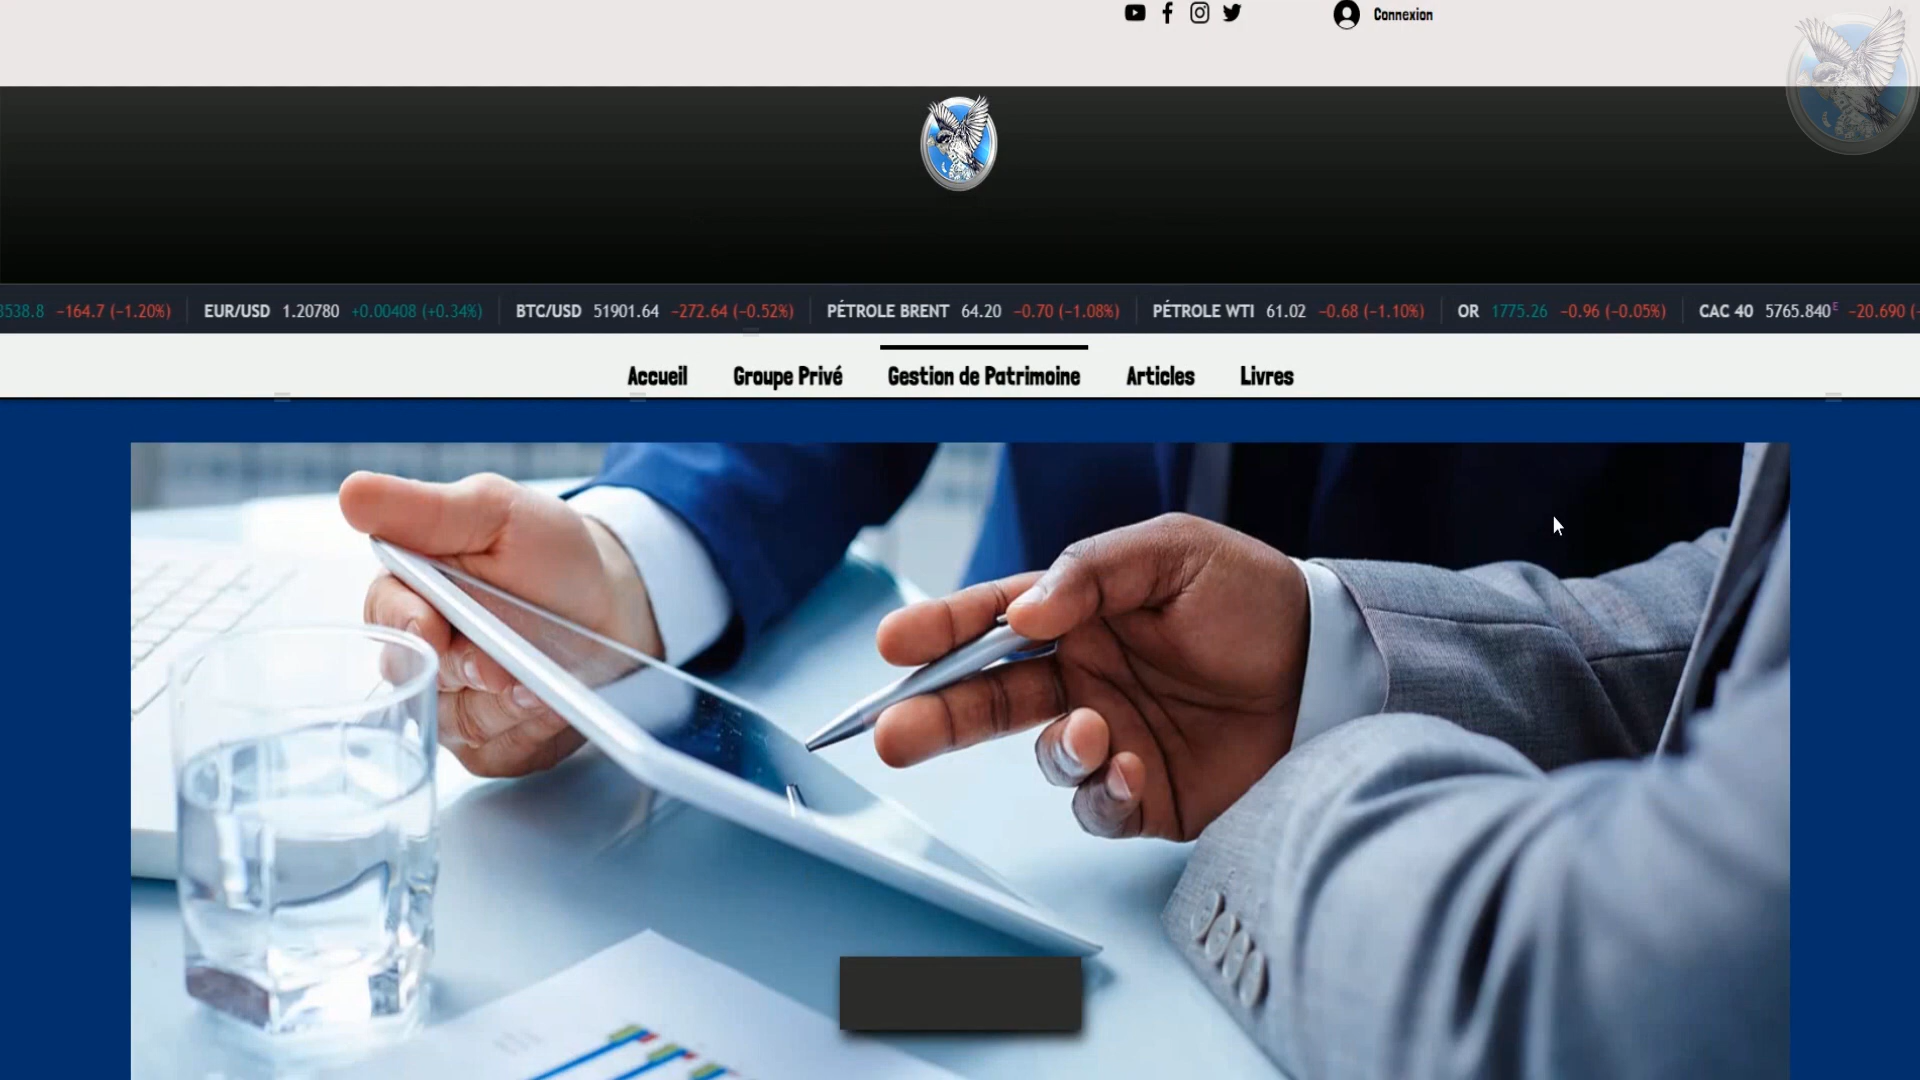 Connexion
3538.8 −164.7 (−1.20%) EUR/USD 1.20780 +0.00408 (+0.34%) BTC/USD 51901.64 −272.64 (−0.52%) PÉTROLE BRENT 64.20 −0.70 (−1.08%) PÉTROLE WTI 61.02 −0.68 (−1.10%) OR 1775.26 −0.96 (−0.05%) CAC 40 5765.840 E −20.690 (−
Accueil Groupe Privé Gestion de Patrimoine Articles Livres